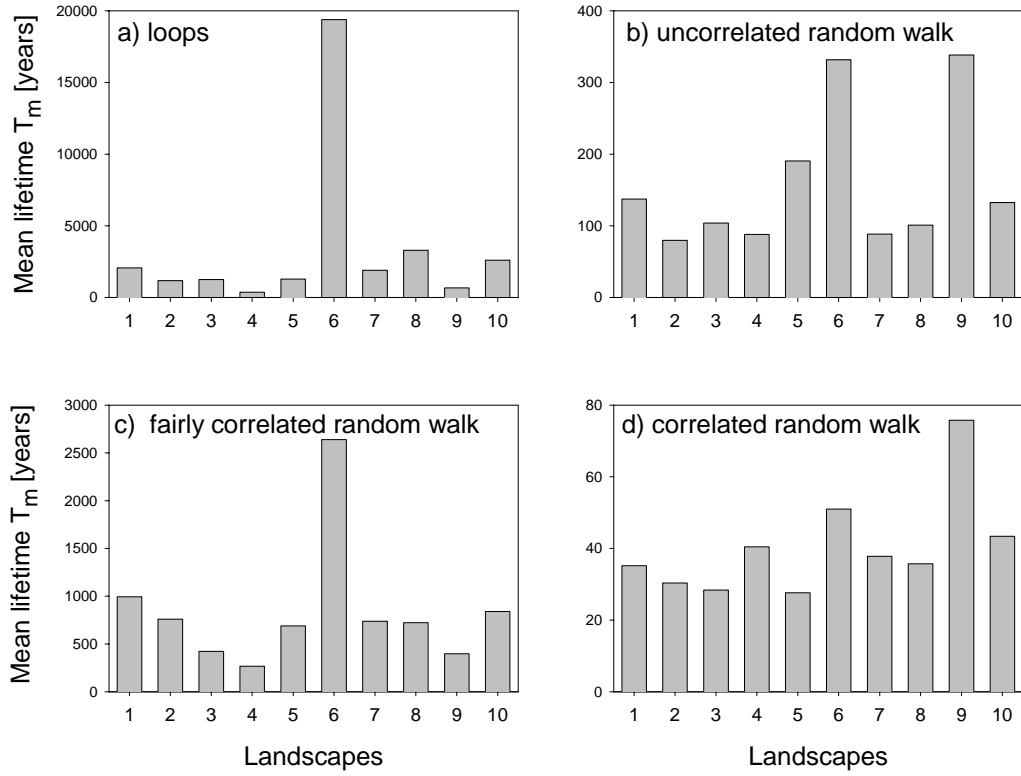 a) loops
Mean lifetime T_m [years]
20000
15000
10000
5000
0
1 2 3 4 5 6 7 8 9 10
b) uncorrelated random walk
400
300
200
100
0
1 2 3 4 5 6 7 8 9 10
c) fairly correlated random walk
Mean lifetime T_m [years]
3000
2500
2000
1500
1000
500
0
1 2 3 4 5 6 7 8 9 10
Landscapes
d) correlated random walk
80
60
40
20
0
1 2 3 4 5 6 7 8 9 10
Landscapes